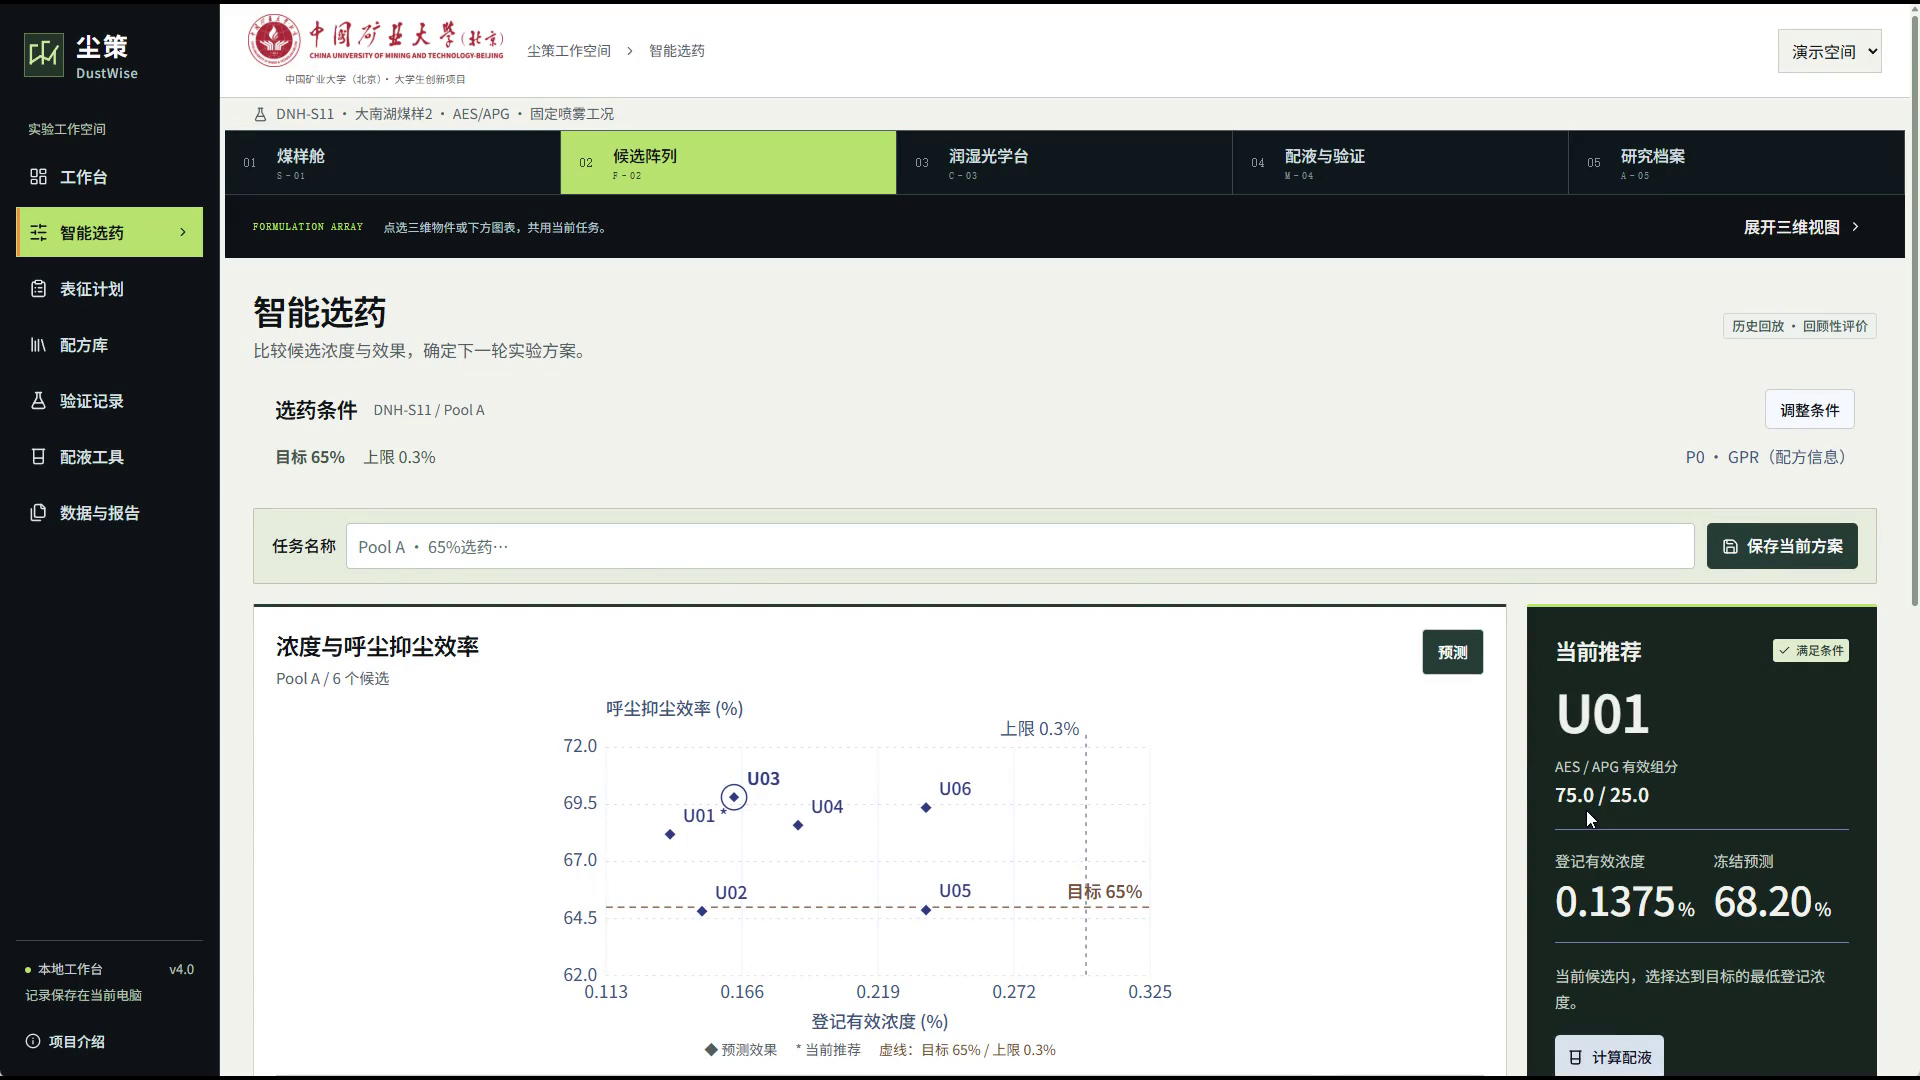 尘策
DustWise
实验工作空间
工作台
智能选药
表征计划
配方库
验证记录
配液工具
数据与报告
本地工作台 v4.0
记录保存在当前电脑
项目介绍
中国矿业大学(北京)
CHINA UNIVERSITY OF MINING AND TECHNOLOGY-BEIJING
中国矿业大学（北京）· 大学生创新项目
尘策工作空间 > 智能选药
演示空间
DNH-S11 · 大南湖煤样2 · AES/APG · 固定喷雾工况
01 煤样舱
S-01
02 候选阵列
F-02
03 润湿光学台
C-03
04 配液与验证
M-04
05 研究档案
A-05
FORMULATION ARRAY 点选三维物件或下方图表，共用当前任务。
展开三维视图
智能选药
比较候选浓度与效果，确定下一轮实验方案。
历史回放 · 回顾性评价
选药条件 DNH-S11 / Pool A
调整条件
目标 65% 上限 0.3%
P0 · GPR（配方信息）
任务名称 Pool A · 65%选药…
保存当前方案
浓度与呼尘抑尘效率
Pool A / 6 个候选
预测
呼尘抑尘效率 (%)
上限 0.3%
72.0
69.5
67.0
64.5
62.0
U03
U01 *
U04
U06
U02
U05
目标 65%
0.113 0.166 0.219 0.272 0.325
登记有效浓度 (%)
◆ 预测效果 * 当前推荐 虚线：目标 65% / 上限 0.3%
当前推荐
✓ 满足条件
U01
AES / APG 有效组分
75.0 / 25.0
登记有效浓度 冻结预测
0.1375% 68.20%
当前候选内，选择达到目标的最低登记浓
度。
计算配液